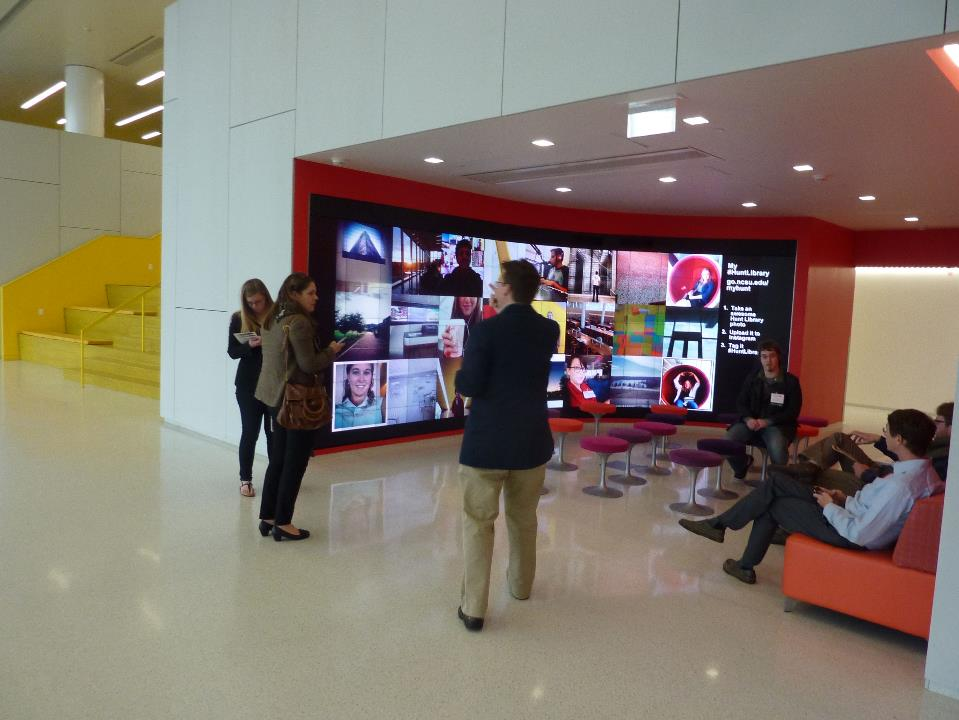 My
#HuntLibrary
go.ncsu.edu/
myhunt
1. Take an
awesome
Hunt Library
photo
2. Upload it to
Instagram
3. Tag it
#HuntLibra